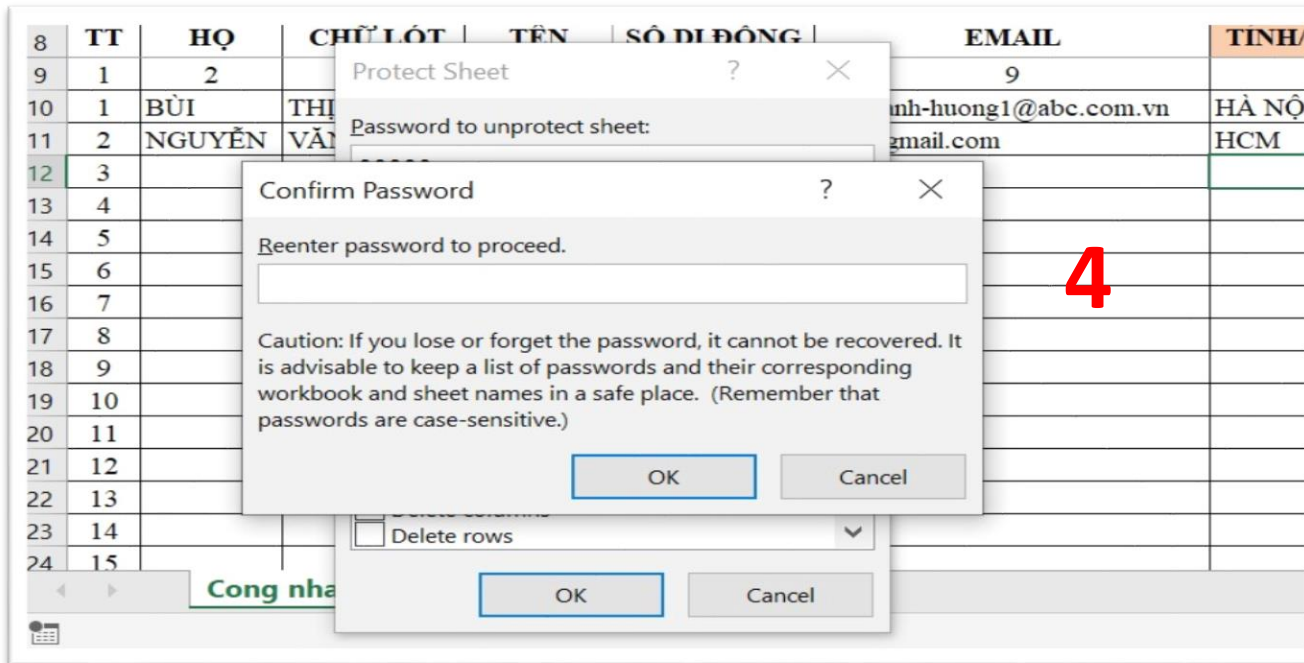 8 TT HỌ CHỮ LÓT TÊN SỐ DI ĐỘNG EMAIL TỈNH/
9 1 2 9
10 1 BÙI THỊ anh-huong1@abc.com.vn HÀ NỘ
11 2 NGUYỄN VĂN gmail.com HCM
12 3
13 4
14 5
15 6
16 7
17 8
18 9
19 10
20 11
21 12
22 13
23 14
24 15
Protect Sheet ?
Password to unprotect sheet:
Confirm Password ?
Reenter password to proceed.
4
Caution: If you lose or forget the password, it cannot be recovered. It
is advisable to keep a list of passwords and their corresponding
workbook and sheet names in a safe place. (Remember that
passwords are case-sensitive.)
OK Cancel
Delete columns
Delete rows
OK Cancel
Cong nha